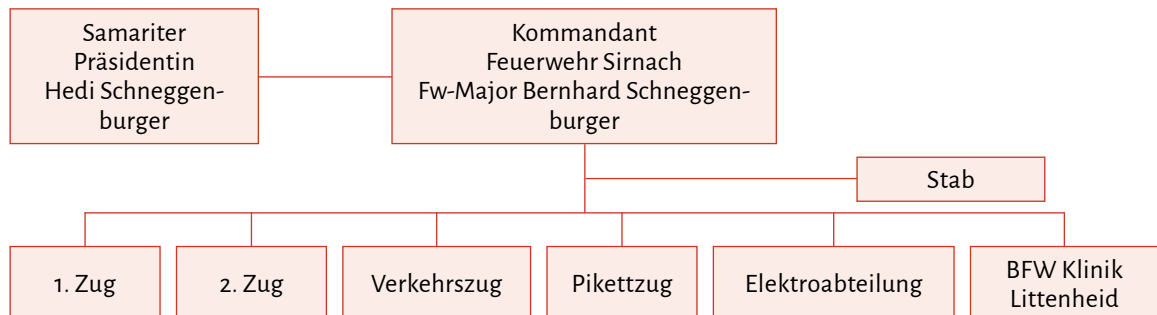 Samariter
Präsidentin
Hedi Schneggen-
burger
Kommandant
Feuerwehr Sirnach
Fw-Major Bernhard Schneggen-
burger
Stab
1. Zug
2. Zug
Verkehrszug
Pikettzug
Elektroabteilung
BFW Klinik
Littenheid